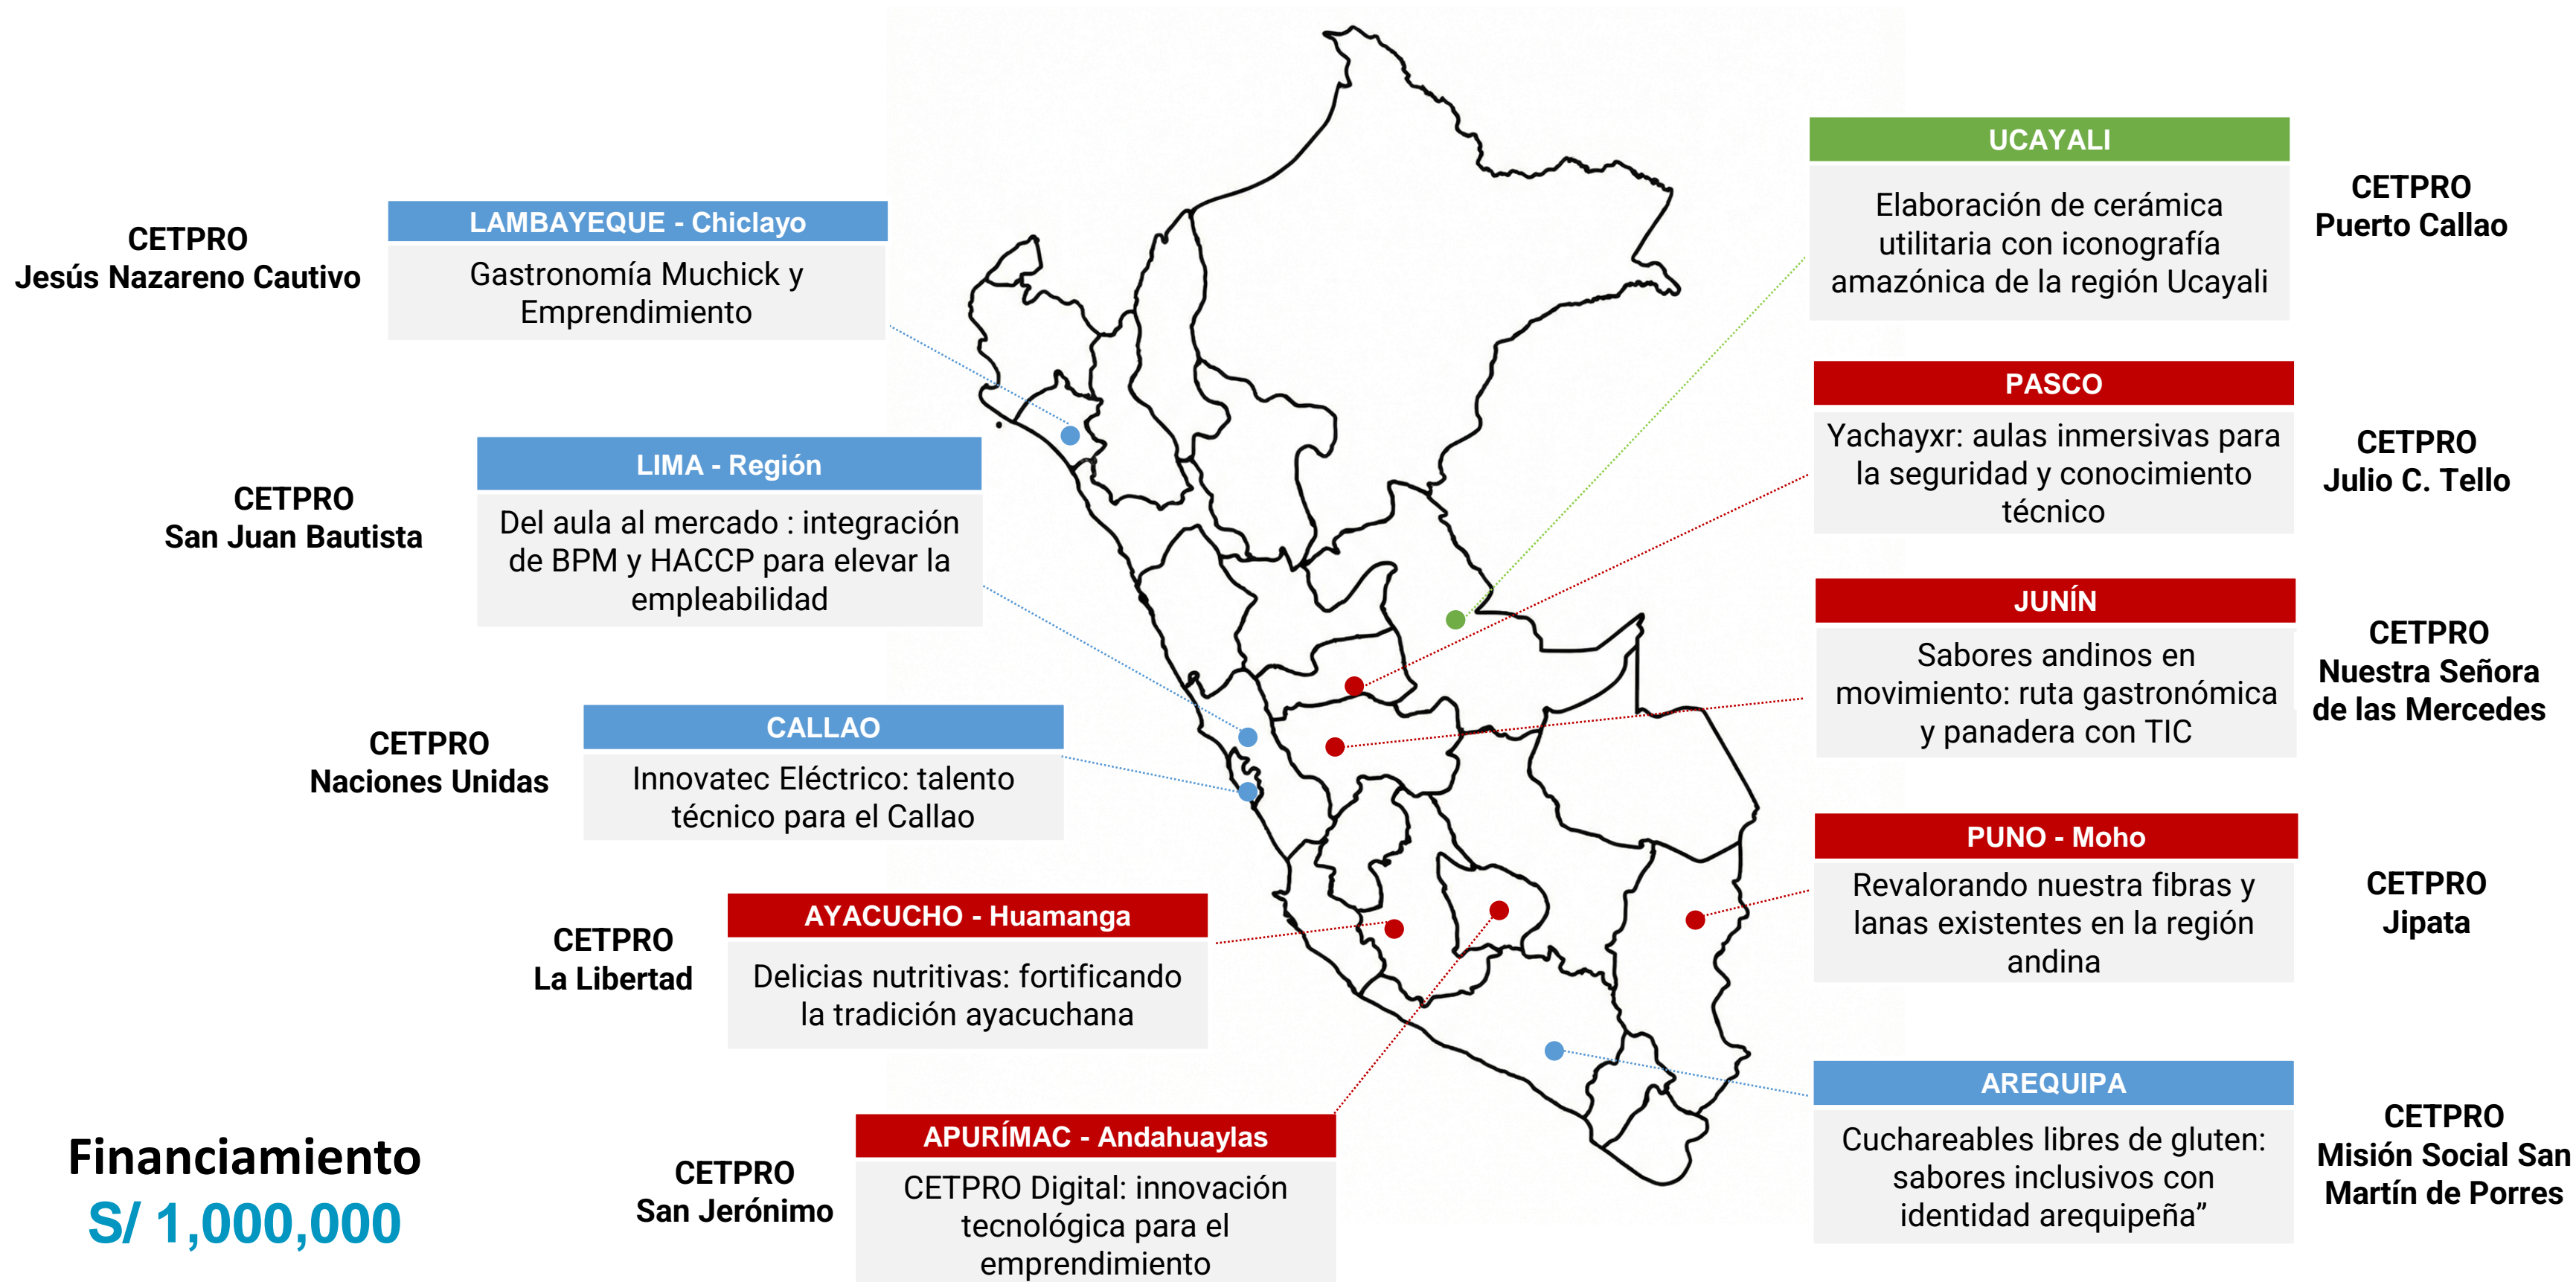 CETPRO
Jesús Nazareno Cautivo
LAMBAYEQUE - Chiclayo
Gastronomía Muchick y
Emprendimiento
CETPRO
San Juan Bautista
LIMA - Región
Del aula al mercado : integración
de BPM y HACCP para elevar la
empleabilidad
CETPRO
Naciones Unidas
CALLAO
Innovatec Eléctrico: talento
técnico para el Callao
CETPRO
La Libertad
AYACUCHO - Huamanga
Delicias nutritivas: fortificando
la tradición ayacuchana
CETPRO
San Jerónimo
APURÍMAC - Andahuaylas
CETPRO Digital: innovación
tecnológica para el
emprendimiento
Financiamiento
S/ 1,000,000
UCAYALI
Elaboración de cerámica
utilitaria con iconografía
amazónica de la región Ucayali
CETPRO
Puerto Callao
PASCO
Yachayxr: aulas inmersivas para
la seguridad y conocimiento
técnico
CETPRO
Julio C. Tello
JUNÍN
Sabores andinos en
movimiento: ruta gastronómica
y panadera con TIC
CETPRO
Nuestra Señora
de las Mercedes
PUNO - Moho
Revalorando nuestra fibras y
lanas existentes en la región
andina
CETPRO
Jipata
AREQUIPA
Cuchareables libres de gluten:
sabores inclusivos con
identidad arequipeña”
CETPRO
Misión Social San
Martín de Porres